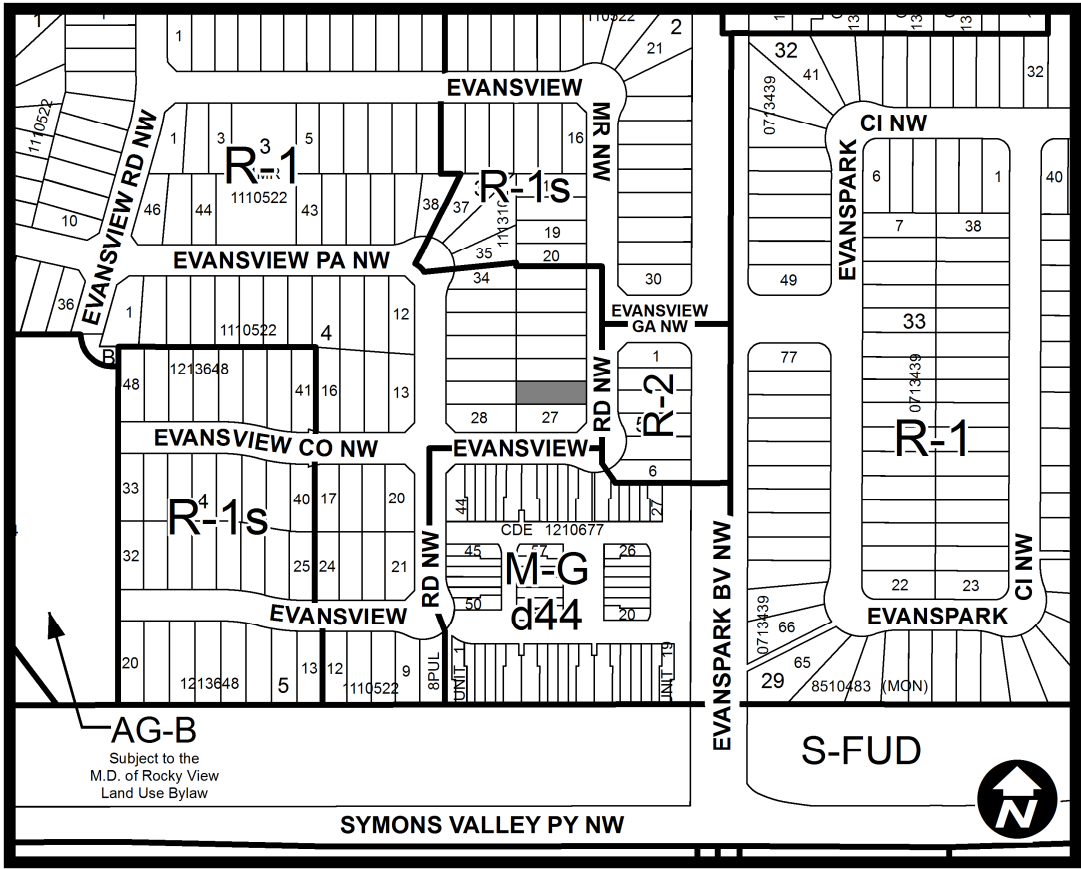 1
1
110522
2
21
32
41
32
EVANSVIEW
1110522
0713439
CI NW
1
3
3
5
16
MR NW
EVANSVIEW RD NW
R-1
R-1s
EVANSPARK
6
1
40
1110522
46
44
43
38
37
10
7
38
19
35
20
EVANSVIEW PA NW
34
30
49
36
1
1110522
4
12
EVANSVIEW
GA NW
33
B
1213648
1
77
48
41
16
13
RD NW
R-2
0713439
28
27
R-1
EVANSVIEW CO NW
EVANSVIEW
6
33
4
40
17
20
44
27
R-1s
CDE 1210677
32
25
24
21
RD NW
45
26
M-G
d44
50
20
EVANSPARK BV NW
22
23
CI NW
EVANSVIEW
EVANSPARK
0713439
66
20
13
12
9
8PUL
UNIT 1
UNIT 19
65
1213648
5
1110522
29
8510483 (MON)
AG-B
Subject to the
M.D. of Rocky View
Land Use Bylaw
S-FUD
N
SYMONS VALLEY PY NW